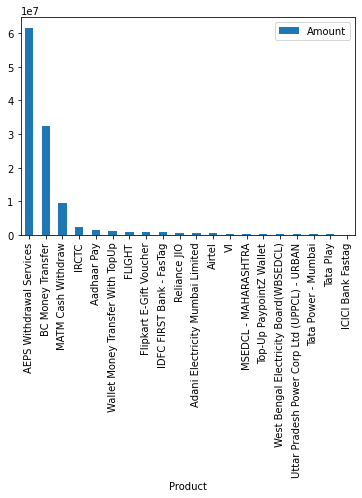 1e7
Amount
6
5
4
3
2
1
0
AEPS Withdrawal Services
BC Money Transfer
MATM Cash Withdraw
IRCTC
Aadhaar Pay
Wallet Money Transfer With TopUp
FLIGHT
Flipkart E-Gift Voucher
IDFC FIRST Bank - FasTag
Reliance JIO
Adani Electricity Mumbai Limited
Airtel
VI
MSEDCL - MAHARASHTRA
Top-Up PaypointZ Wallet
West Bengal Electricity Board(WBSEDCL)
Uttar Pradesh Power Corp Ltd (UPPCL) - URBAN
Tata Power - Mumbai
Tata Play
ICICI Bank Fastag
Product